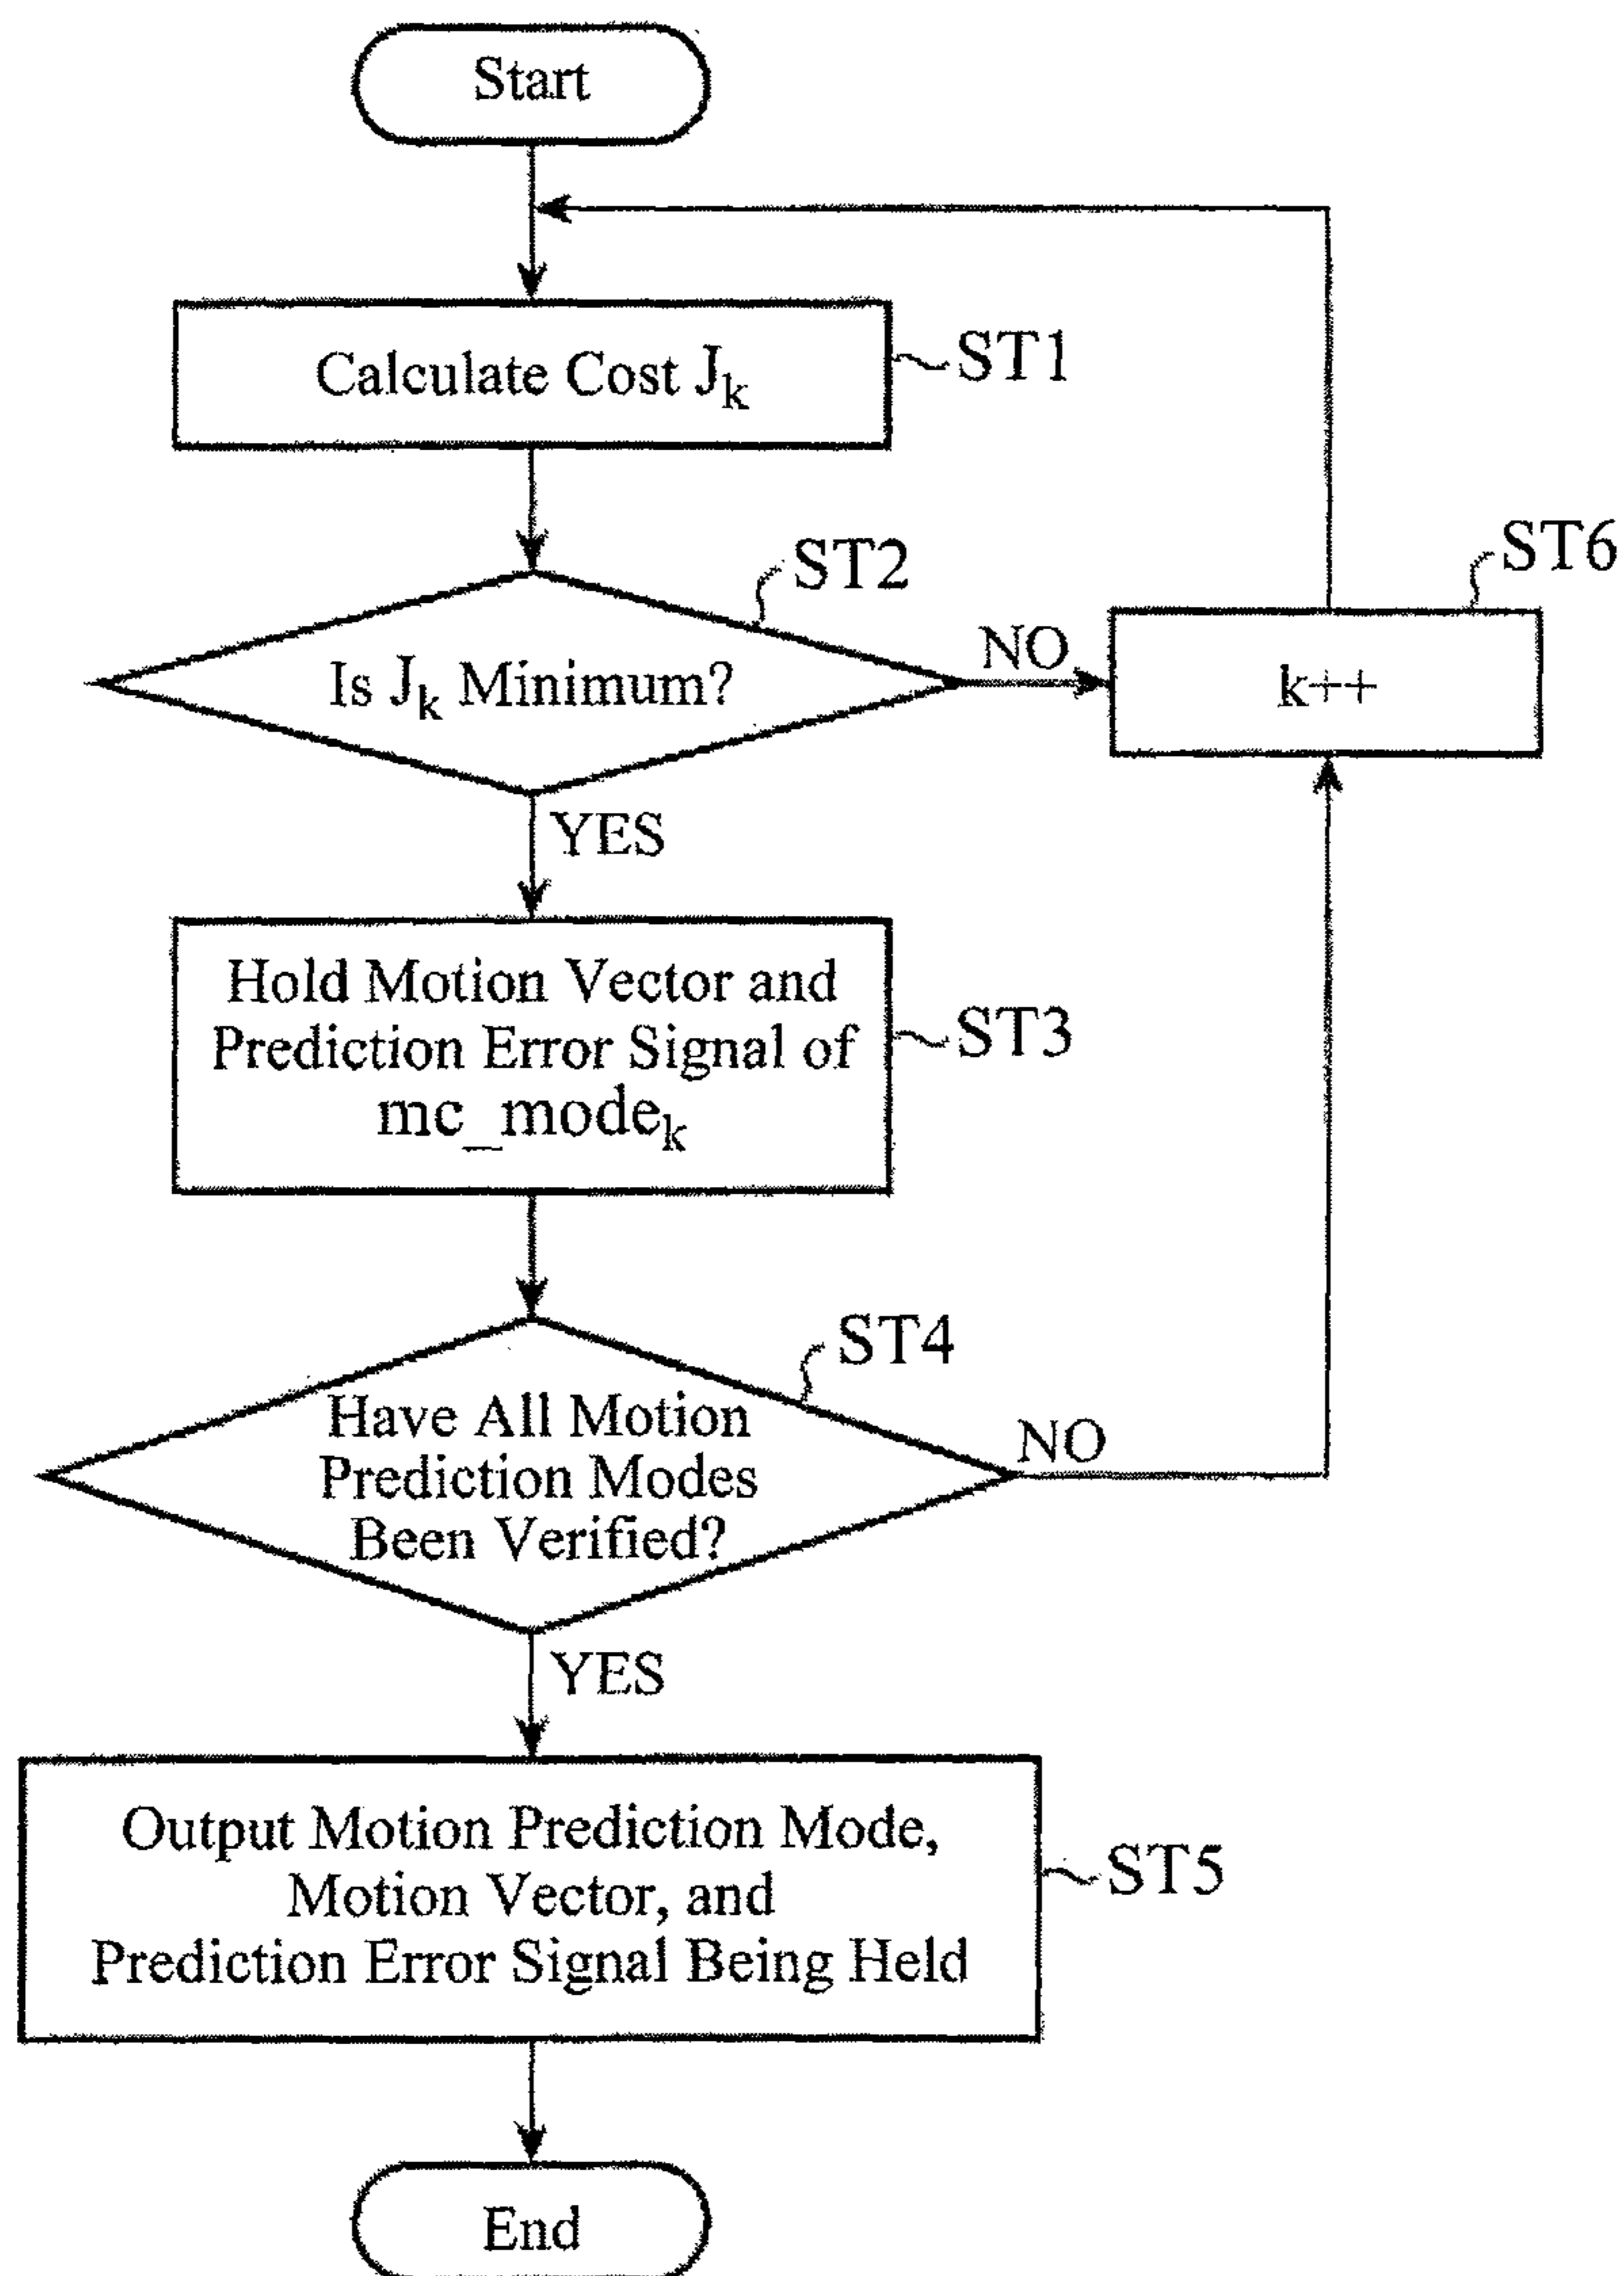 Start
Calculate Cost Jk
ST1
ST2
Is Jk Minimum?
NO
ST6
k++
YES
Hold Motion Vector and
Prediction Error Signal of
mc_modek
ST3
ST4
Have All Motion
Prediction Modes
Been Verified?
NO
YES
Output Motion Prediction Mode,
Motion Vector, and
Prediction Error Signal Being Held
ST5
End